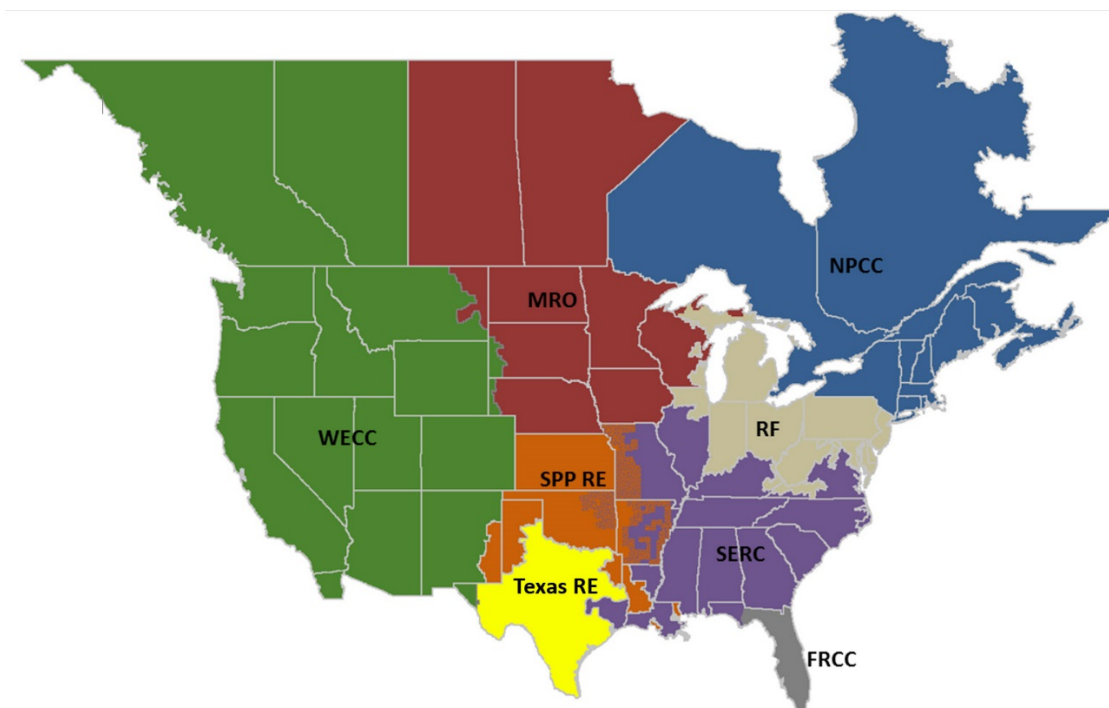 NPCC
MRO
RF
WECC
SPP RE
SERC
Texas RE
FRCC